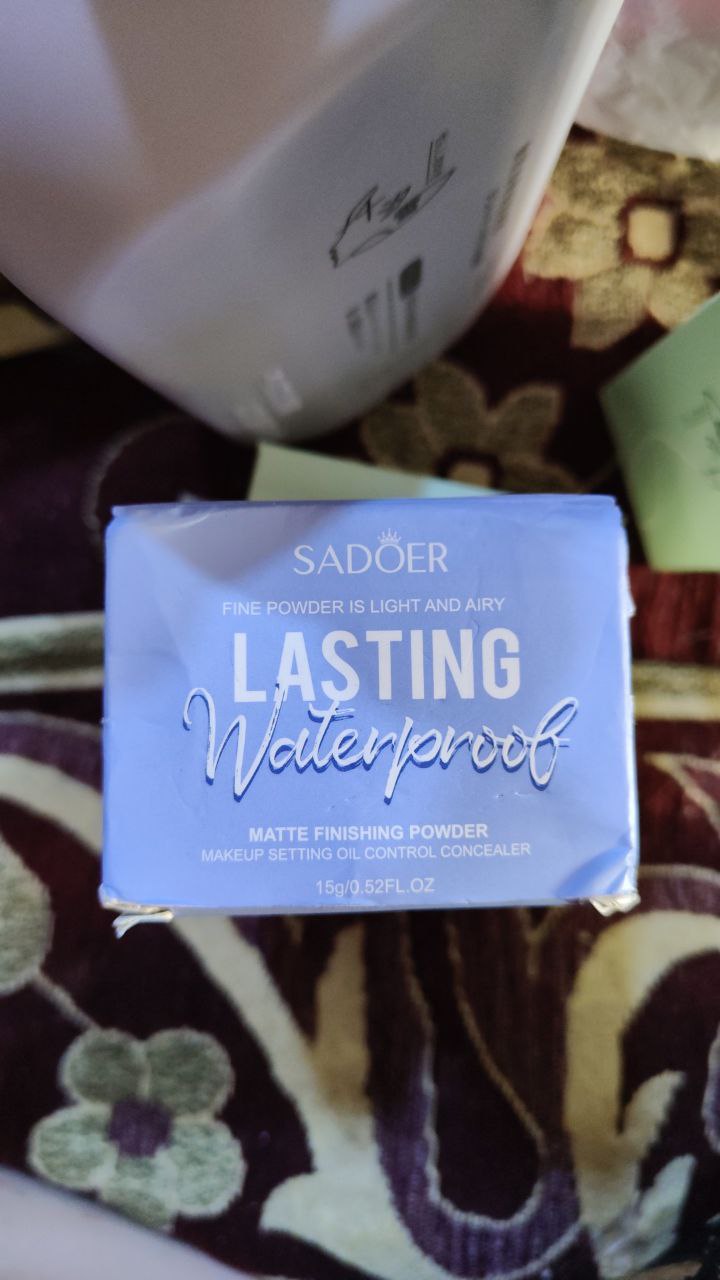 SADOER
FINE POWDER IS LIGHT AND AIRY
LASTING
Waterproof
MATTE FINISHING POWDER
MAKEUP SETTING OIL CONTROL CONCEALER
15g/0.52FL.OZ